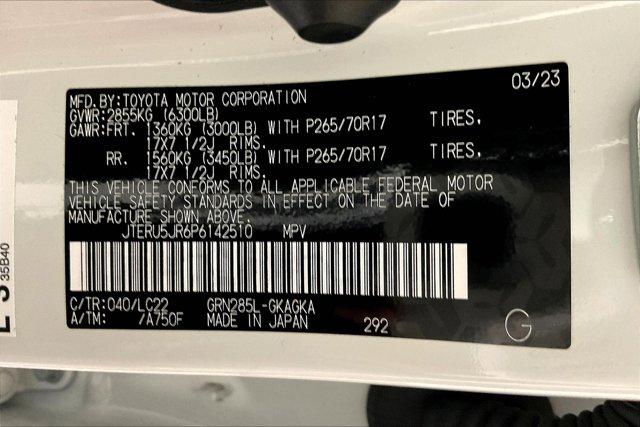 03/23
MFD.BY:TOYOTA MOTOR CORPORATION
GVWR:2855KG (6300LB)
GAWR:FRT. 1360KG (3000LB) WITH P265/70R17 TIRES,
17X7 1/2J RIMS.
RR. 1560KG (3450LB) WITH P265/70R17 TIRES,
17X7 1/2J RIMS.
THIS VEHICLE CONFORMS TO ALL APPLICABLE FEDERAL MOTOR
VEHICLE SAFETY STANDARDS IN EFFECT ON THE DATE OF
MANUFACTURE SHOWN ABOVE.
JTERU5JR6P6142510 MPV
C/TR:040/LC22 GRN285L-GKAGKA
A/TM: /A750F MADE IN JAPAN 292 G
35B40